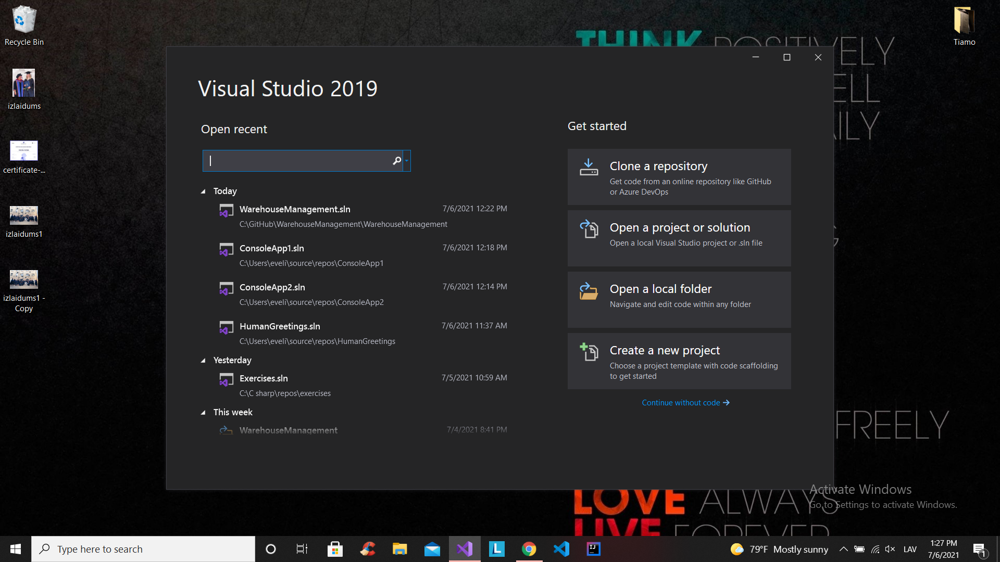 Recycle Bin
izlaidums
certificate-...
izlaidums1
izlaidums1 -
Copy
Tiamo
THINK POSITIVELY
ELL
ILY
FREELY
LOVE ALWAYS
LIVE FOREVER
Visual Studio 2019
Open recent
Today
WarehouseManagement.sln 7/6/2021 12:22 PM
C:\GitHub\WarehouseManagement\WarehouseManagement
ConsoleApp1.sln 7/6/2021 12:18 PM
C:\Users\eveli\source\repos\ConsoleApp1
ConsoleApp2.sln 7/6/2021 12:14 PM
C:\Users\eveli\source\repos\ConsoleApp2
HumanGreetings.sln 7/6/2021 11:37 AM
C:\Users\eveli\source\repos\HumanGreetings
Yesterday
Exercises.sln 7/5/2021 10:59 AM
C:\C sharp\repos\exercises
This week
WarehouseManagement 7/4/2021 8:41 PM
Get started
Clone a repository
Get code from an online repository like GitHub
or Azure DevOps
Open a project or solution
Open a local Visual Studio project or .sln file
Open a local folder
Navigate and edit code within any folder
Create a new project
Choose a project template with code scaffolding
to get started
Continue without code
Activate Windows
Go to Settings to activate Windows.
Type here to search
L
IJ
79°F Mostly sunny
LAV
1:27 PM
7/6/2021
1